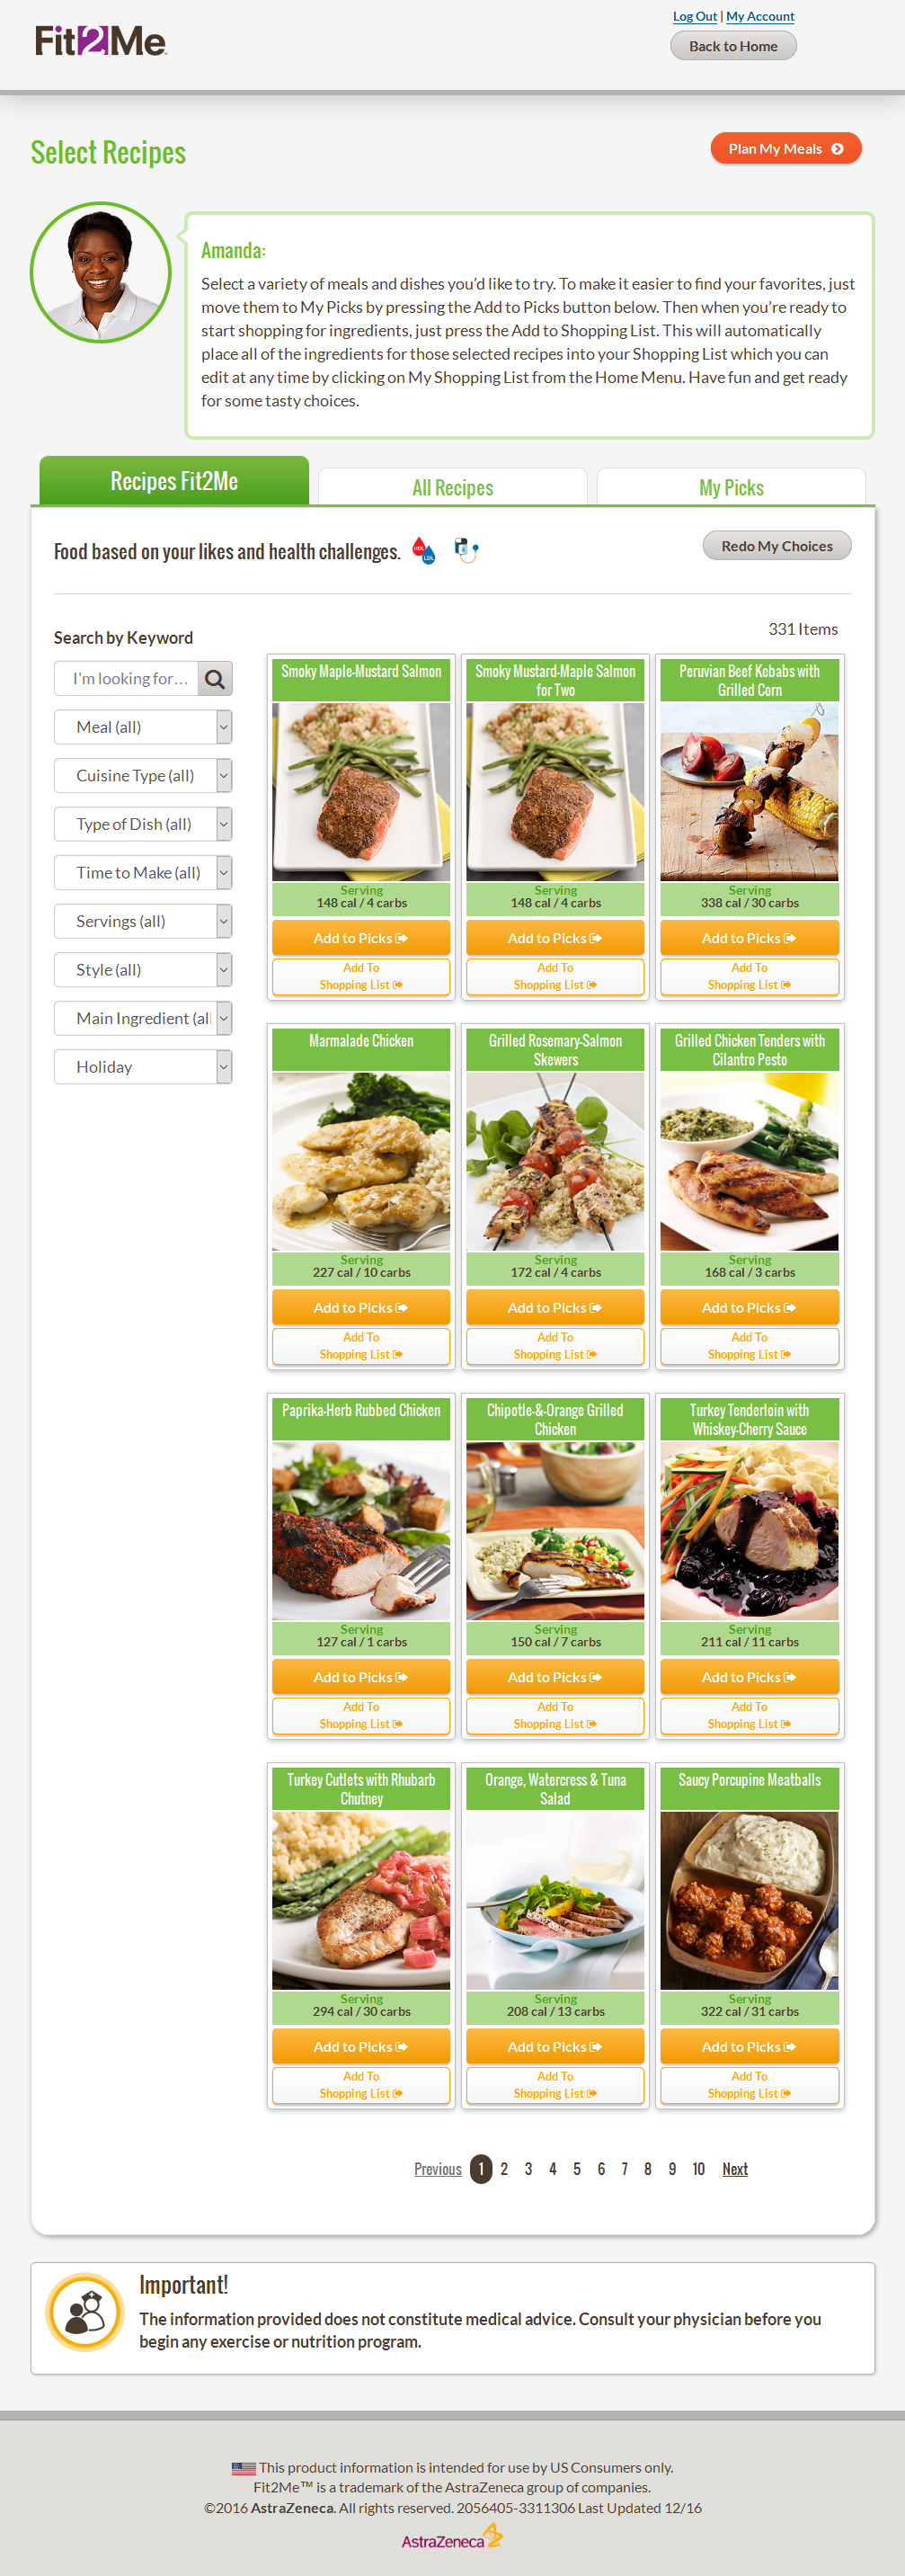 Fit2Me
Log Out | My Account
Back to Home
Select Recipes
Plan My Meals
Amanda:
Select a variety of meals and dishes you’d like to try. To make it easier to find your favorites, just
move them to My Picks by pressing the Add to Picks button below. Then when you’re ready to
start shopping for ingredients, just press the Add to Shopping List. This will automatically
place all of the ingredients for those selected recipes into your Shopping List which you can
edit at any time by clicking on My Shopping List from the Home Menu. Have fun and get ready
for some tasty choices.
Recipes Fit2Me
All Recipes
My Picks
Food based on your likes and health challenges.
HDL
LDL
Redo My Choices
331 Items
Search by Keyword
I'm looking for…
Meal (all)
Cuisine Type (all)
Type of Dish (all)
Time to Make (all)
Servings (all)
Style (all)
Main Ingredient (all
Holiday
Smoky Maple-Mustard Salmon
Serving
148 cal / 4 carbs
Add to Picks
Add To
Shopping List
Smoky Mustard-Maple Salmon
for Two
Serving
148 cal / 4 carbs
Add to Picks
Add To
Shopping List
Peruvian Beef Kebabs with
Grilled Corn
Serving
338 cal / 30 carbs
Add to Picks
Add To
Shopping List
Marmalade Chicken
Serving
227 cal / 10 carbs
Add to Picks
Add To
Shopping List
Grilled Rosemary-Salmon
Skewers
Serving
172 cal / 4 carbs
Add to Picks
Add To
Shopping List
Grilled Chicken Tenders with
Cilantro Pesto
Serving
168 cal / 3 carbs
Add to Picks
Add To
Shopping List
Paprika-Herb Rubbed Chicken
Serving
127 cal / 1 carbs
Add to Picks
Add To
Shopping List
Chipotle-&-Orange Grilled
Chicken
Serving
150 cal / 7 carbs
Add to Picks
Add To
Shopping List
Turkey Tenderloin with
Whiskey-Cherry Sauce
Serving
211 cal / 11 carbs
Add to Picks
Add To
Shopping List
Turkey Cutlets with Rhubarb
Chutney
Serving
294 cal / 30 carbs
Add to Picks
Add To
Shopping List
Orange, Watercress & Tuna
Salad
Serving
208 cal / 13 carbs
Add to Picks
Add To
Shopping List
Saucy Porcupine Meatballs
Serving
322 cal / 31 carbs
Add to Picks
Add To
Shopping List
Previous 1 2 3 4 5 6 7 8 9 10 Next
Important!
The information provided does not constitute medical advice. Consult your physician before you
begin any exercise or nutrition program.
This product information is intended for use by US Consumers only.
Fit2Me™ is a trademark of the AstraZeneca group of companies.
©2016 AstraZeneca. All rights reserved. 2056405-3311306 Last Updated 12/16
AstraZeneca